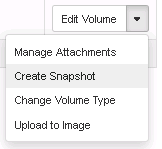 Edit Volume
Manage Attachments
Create Snapshot
Change Volume Type
Upload to Image